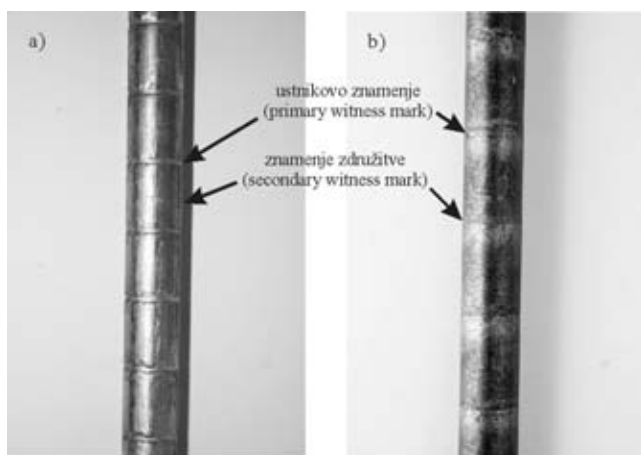 a)
b)
ustnikovo znamenje
(primary witness mark)
znamenje združitve
(secondary witness mark)